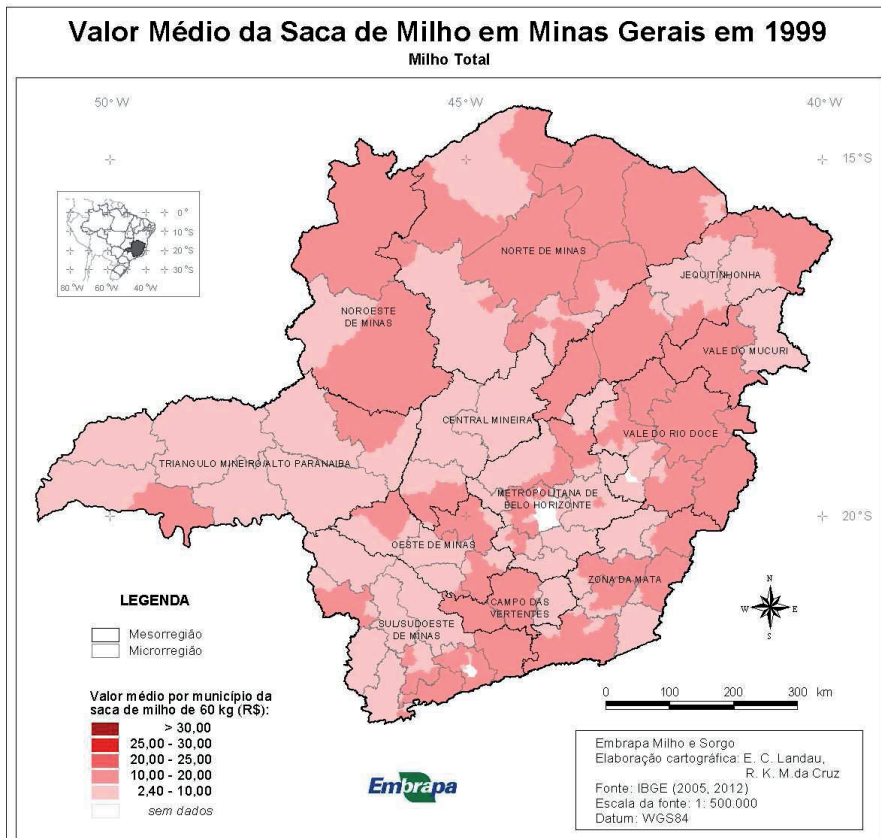 Valor Médio da Saca de Milho em Minas Gerais em 1999
Milho Total
50° W
45° W
40° W
15° S
0° S
10° S
20° S
30° S
80° W
60° W
40° W
NORTE DE MINAS
JEQUITINHONHA
NOROESTE
DE MINAS
VALE DO MUCURI
CENTRAL MINEIRA
VALE DO RIO DOCE
TRIANGULO MINEIRO/ALTO PARANAIBA
METROPOLITANA DE
BELO HORIZONTE
20° S
OESTE DE MINAS
ZONA DA MATA
CAMPO DAS
VERTENTES
SUL/SUDOESTE
DE MINAS
N
W E
S
LEGENDA
Mesorregião
Microrregião
Valor médio por município da
saca de milho de 60 kg (R$):
> 30,00
25,00 - 30,00
20,00 - 25,00
10,00 - 20,00
2,40 - 10,00
sem dados
0 100 200 300 km
Embrapa
Embrapa Milho e Sorgo
Elaboração cartográfica: E. C. Landau,
R. K. M.da Cruz
Fonte: IBGE (2005, 2012)
Escala da fonte: 1: 500.000
Datum: WGS84